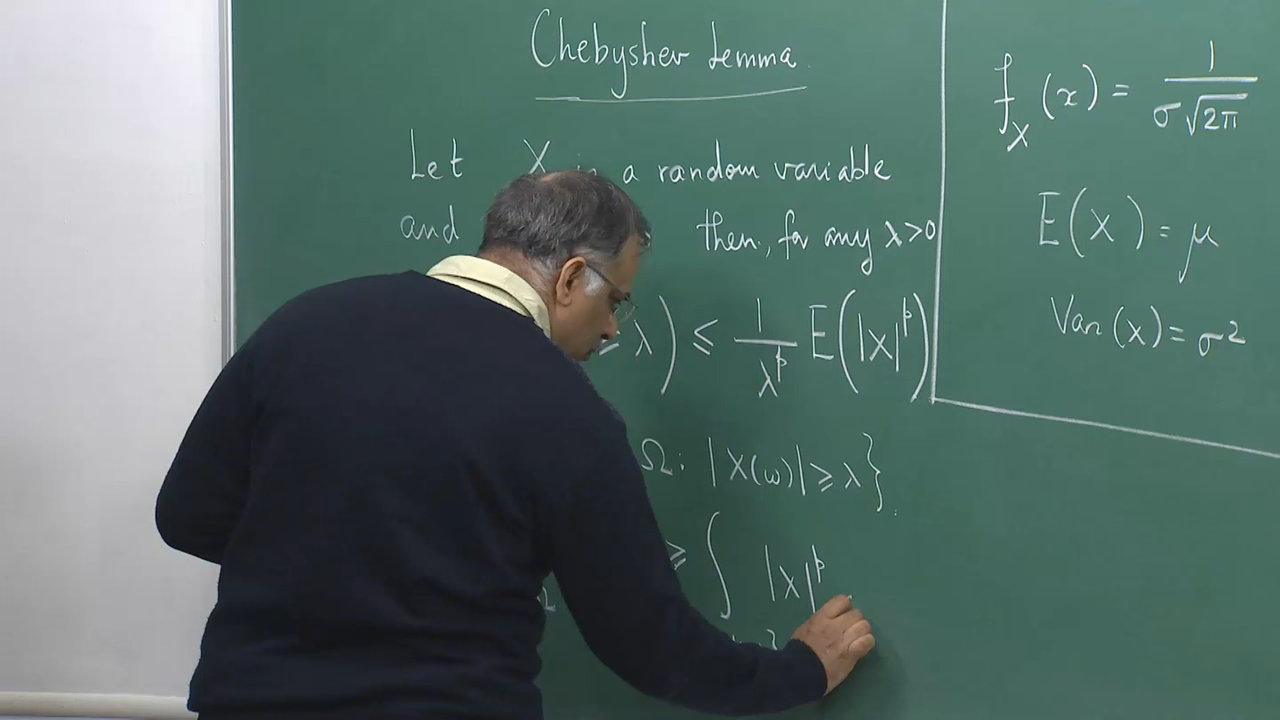 Chebyshev Lemma.
Let X is a random variable
and then, for any λ>0
λ) ≤ 1/λ^p E(|X|^p)
Ω: |X(ω)| ≥ λ}.
≥ ∫ |X|^p
f_X (x) = 1/σ√2π
E(X) = μ
Var(X) = σ²